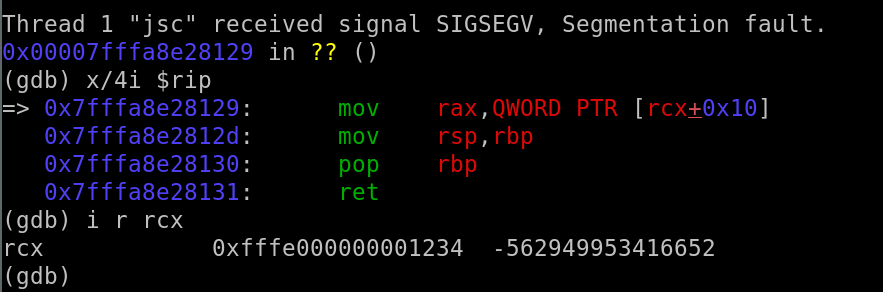 Thread 1 "jsc" received signal SIGSEGV, Segmentation fault.
0x00007fffa8e28129 in ?? ()
(gdb) x/4i $rip
=> 0x7fffa8e28129: mov rax,QWORD PTR [rcx+0x10]
0x7fffa8e2812d: mov rsp,rbp
0x7fffa8e28130: pop rbp
0x7fffa8e28131: ret
(gdb) i r rcx
rcx 0xfffe000000001234 -562949953416652
(gdb)